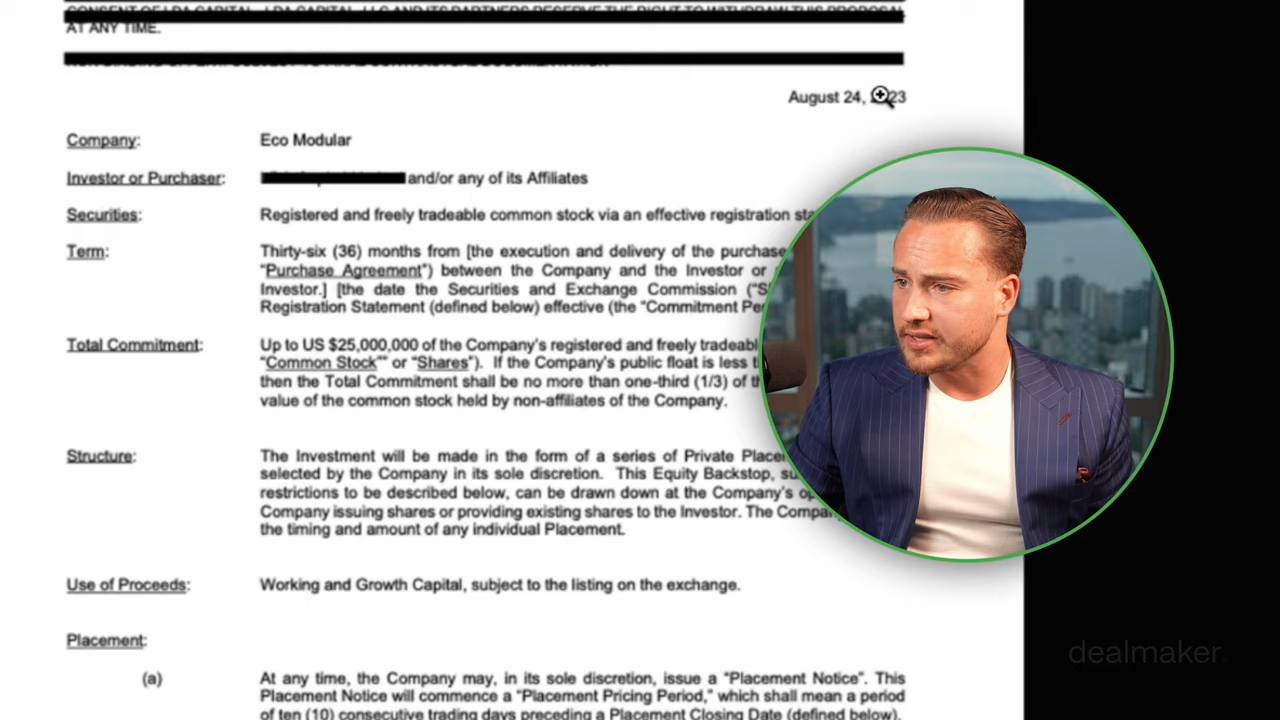 AT ANY TIME.
August 24, 23
Company:
Eco Modular
Investor or Purchaser:
and/or any of its Affiliates
Securities:
Registered and freely tradeable common stock via an effective registration
Term:
Thirty-six (36) months from [the execution and delivery of the purchase
“Purchase Agreement”) between the Company and the Investor or
Investor.] [the date the Securities and Exchange Commission
Registration Statement (defined below) effective (the “Commitment
Total Commitment:
Up to US $25,000,000 of the Company's registered and freely tradeable
“Common Stock”” or “Shares”). If the Company's public float is less
then the Total Commitment shall be no more than one-third (1/3) of
value of the common stock held by non-affiliates of the Company.
Structure:
The Investment will be made in the form of a series of Private
selected by the Company in its sole discretion. This Equity Backstop,
restrictions to be described below, can be drawn down at the Company's
Company issuing shares or providing existing shares to the Investor. The
the timing and amount of any individual Placement.
Use of Proceeds:
Working and Growth Capital, subject to the listing on the exchange.
Placement:
(a)
At any time, the Company may, in its sole discretion, issue a “Placement Notice”. This
Placement Notice will commence a “Placement Pricing Period,” which shall mean a period
of ten (10) consecutive trading days preceding a Placement Closing Date (defined below).
dealmaker.